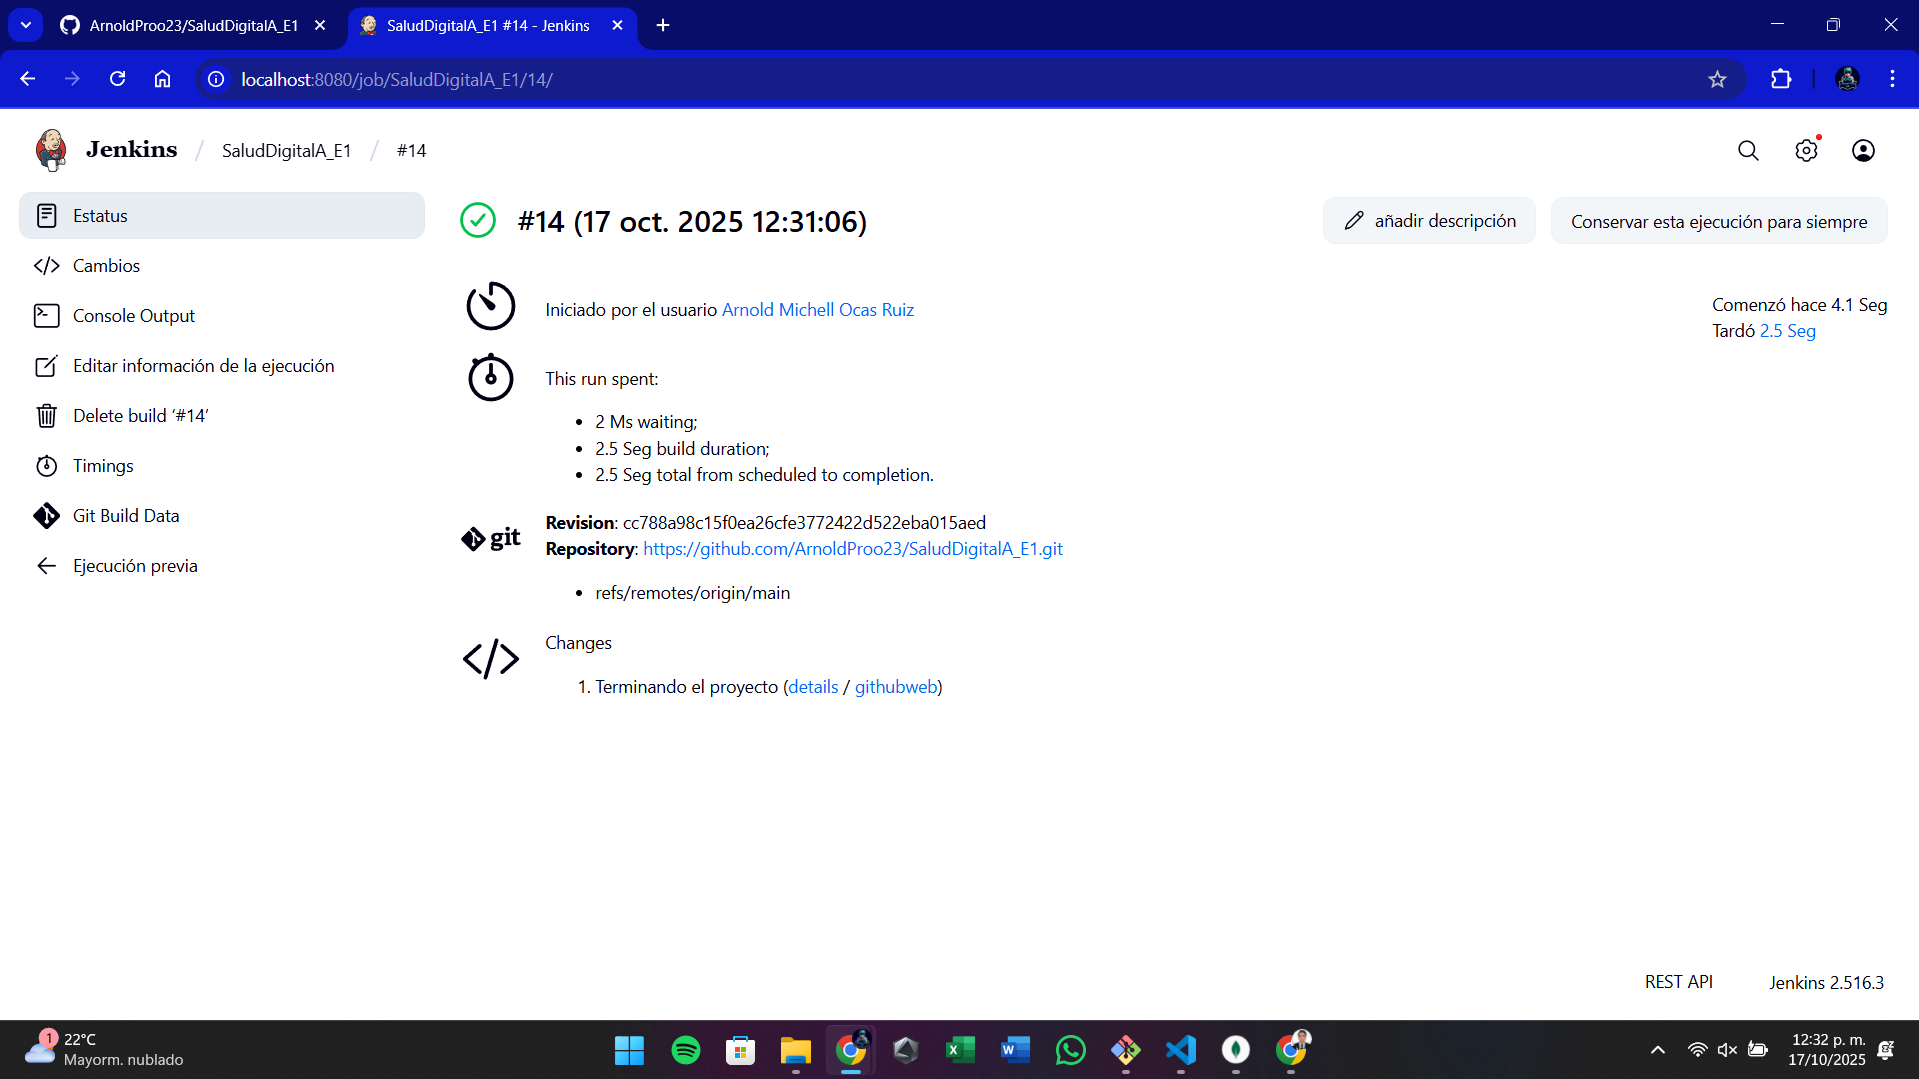 ArnoldProo23/SaludDigitalA_E1
SaludDigitalA_E1 #14 - Jenkins
localhost:8080/job/SaludDigitalA_E1/14/
Jenkins / SaludDigitalA_E1 / #14
Estatus
Cambios
Console Output
Editar información de la ejecución
Delete build ‘#14’
Timings
Git Build Data
Ejecución previa
#14 (17 oct. 2025 12:31:06)
añadir descripción
Conservar esta ejecución para siempre
Iniciado por el usuario Arnold Michell Ocas Ruiz
Comenzó hace 4.1 Seg
Tardó 2.5 Seg
This run spent:
• 2 Ms waiting;
• 2.5 Seg build duration;
• 2.5 Seg total from scheduled to completion.
git
Revision: cc788a98c15f0ea26cfe3772422d522eba015aed
Repository: https://github.com/ArnoldProo23/SaludDigitalA_E1.git
• refs/remotes/origin/main
Changes
1. Terminando el proyecto (details / githubweb)
REST API
Jenkins 2.516.3
1
22°C
Mayorm. nublado
12:32 p. m.
17/10/2025